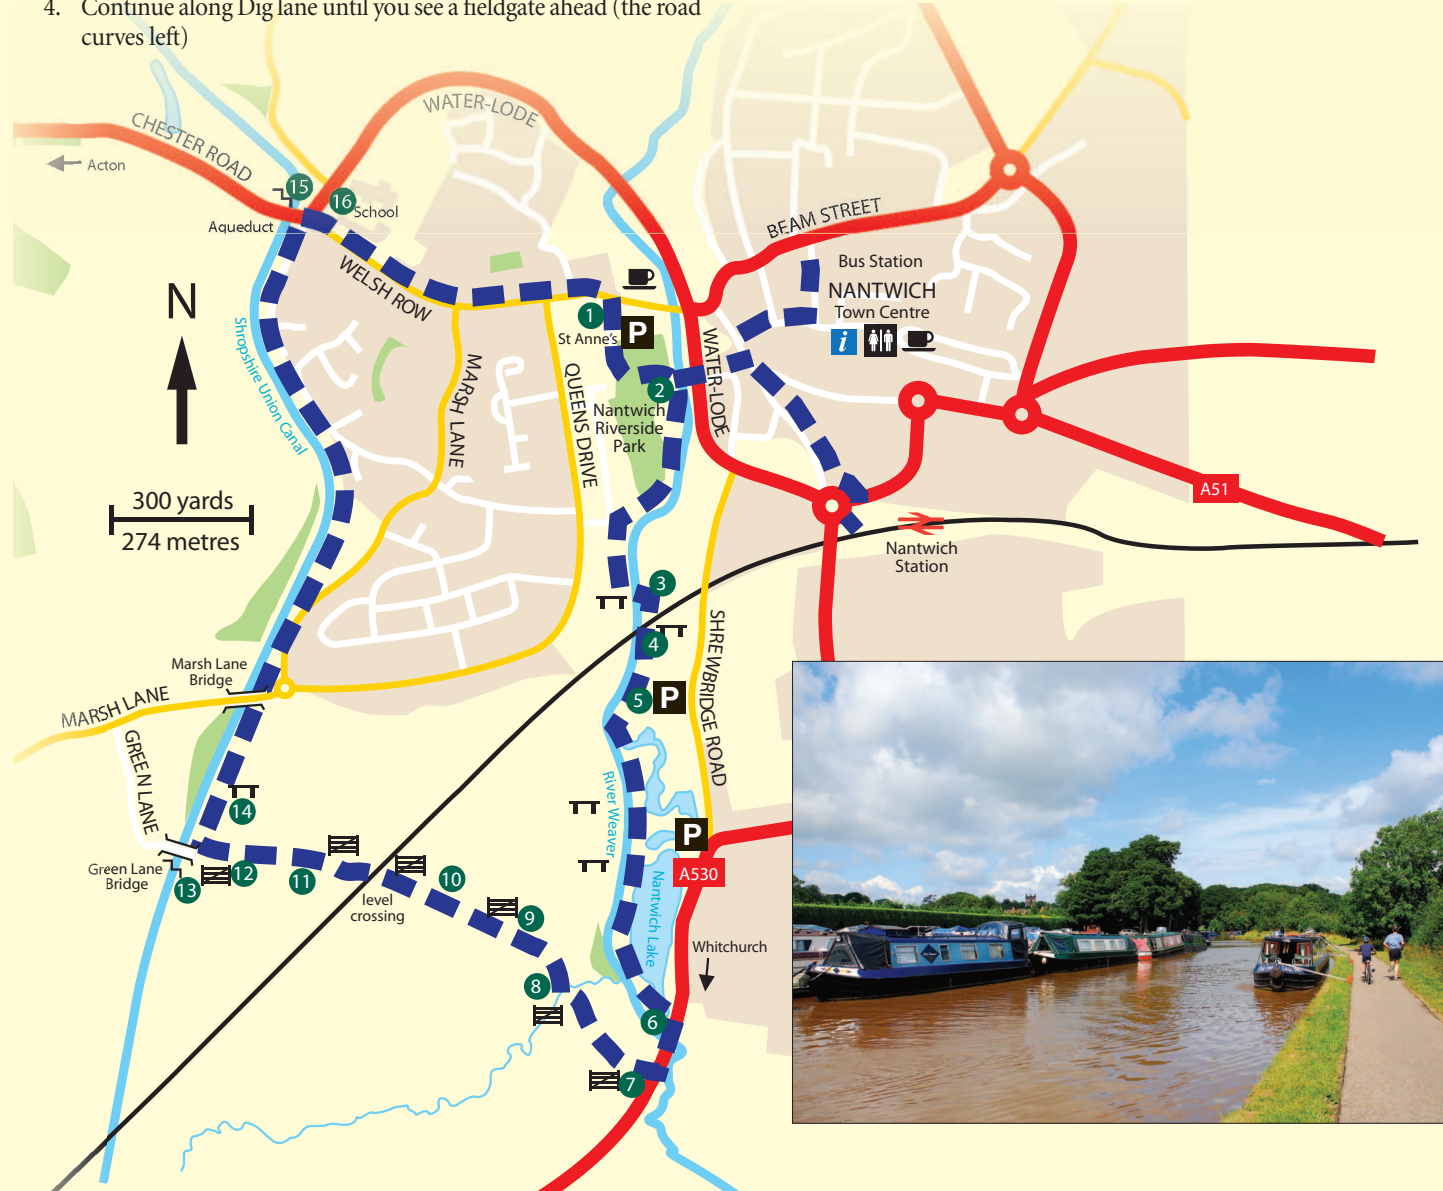 4. Continue along Dig lane until you see a fieldgate ahead (the road
curves left)
WATER-LODE
CHESTER ROAD
Acton
15
16
School
Aqueduct
BEAM STREET
Bus Station
NANTWICH
Town Centre
i
WELSH ROW
N
1
P
St Anne's
WATER-LODE
2
Nantwich
Riverside
Park
Shropshire Union Canal
MARSH LANE
QUEENS DRIVE
300 yards
274 metres
A51
Nantwich
Station
3
4
5
P
SHREWBRIDGE ROAD
Marsh Lane
Bridge
MARSH LANE
GREEN LANE
14
River Weaver
P
A530
Green Lane
Bridge
13
12
11
level
crossing
10
9
Nantwich Lake
Whitchurch
8
6
7